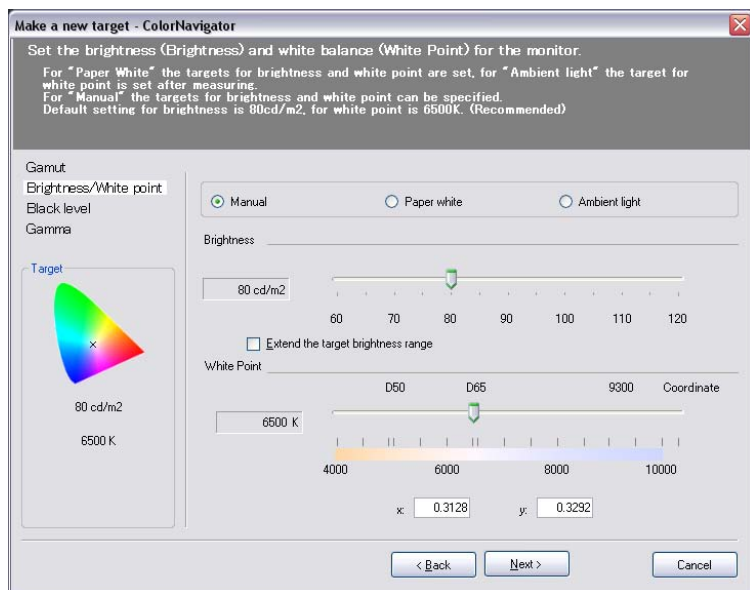 Make a new target - ColorNavigator
Set the brightness (Brightness) and white balance (White Point) for the monitor.
For "Paper White" the targets for brightness and white point are set, for "Ambient light" the target for
white point is set after measuring.
For "Manual" the targets for brightness and white point can be specified.
Default setting for brightness is 80cd/m2, for white point is 6500K. (Recommended)
Gamut
Brightness/White point
Black level
Gamma
Target
80 cd/m2
6500 K
Manual Paper white Ambient light
Brightness
80 cd/m2
60 70 80 90 100 110 120
Extend the target brightness range
White Point
D50 D65 9300 Coordinate
6500 K
4000 6000 8000 10000
x: 0.3128 y: 0.3292
< Back Next > Cancel